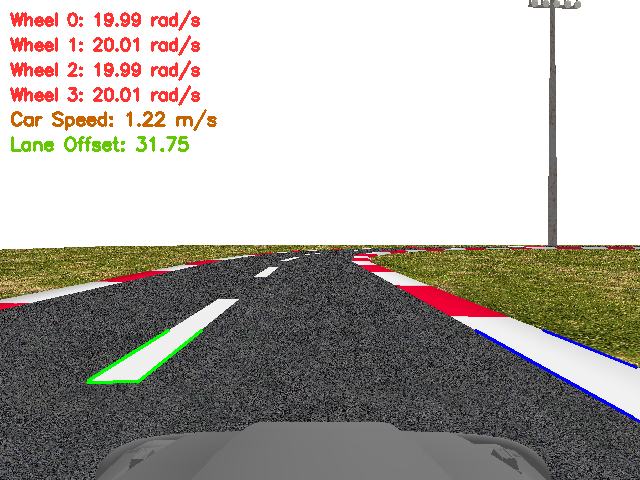 Wheel 0: 19.99 rad/s
Wheel 1: 20.01 rad/s
Wheel 2: 19.99 rad/s
Wheel 3: 20.01 rad/s
Car Speed: 1.22 m/s
Lane Offset: 31.75